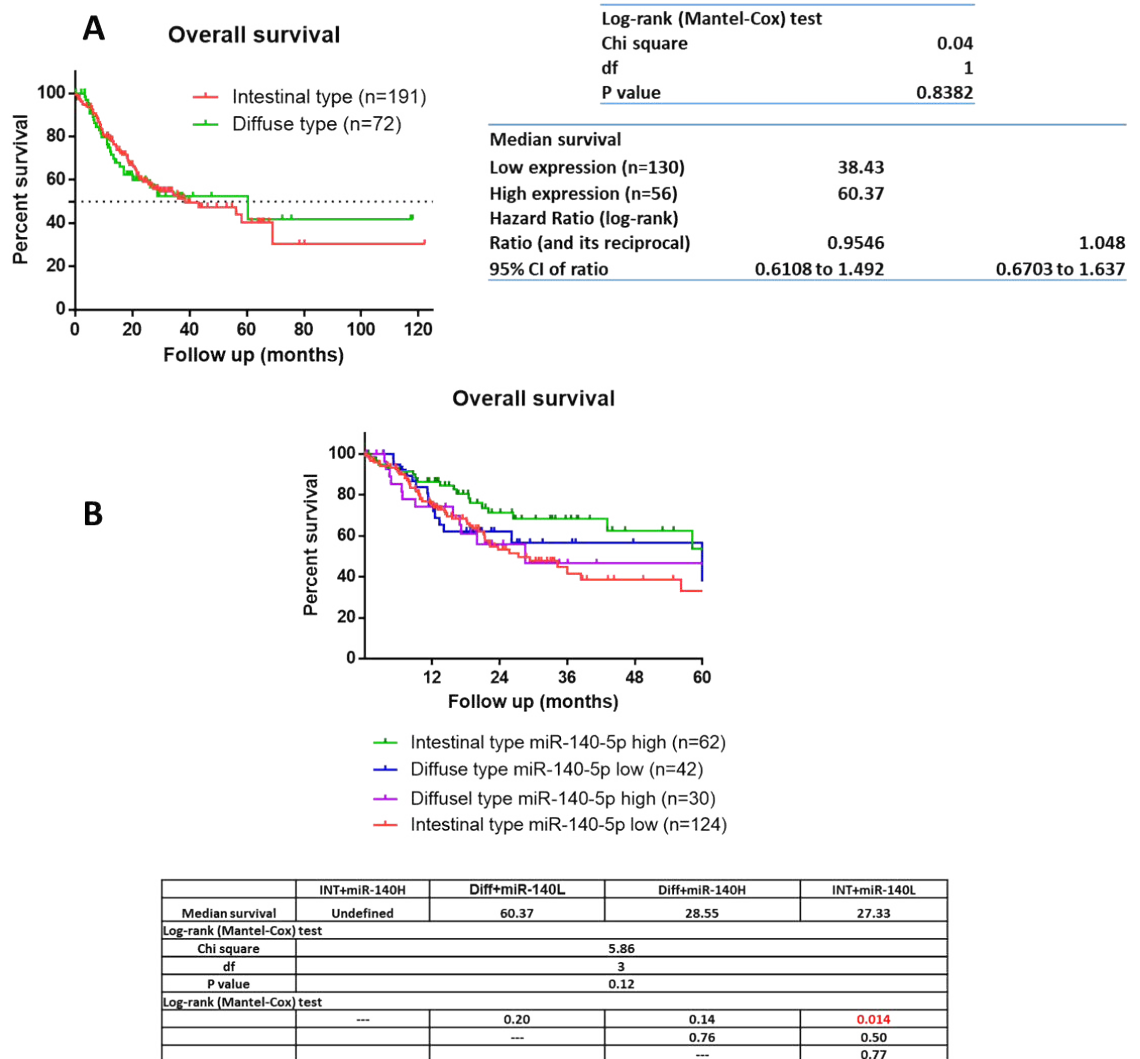 A
Overall survival
Percent survival
100
80
60
40
20
0
Intestinal type (n=191)
Diffuse type (n=72)
0 20 40 60 80 100 120
Follow up (months)
Log-rank (Mantel-Cox) test
Chi square 0.04
df 1
P value 0.8382
Median survival
Low expression (n=130) 38.43
High expression (n=56) 60.37
Hazard Ratio (log-rank)
Ratio (and its reciprocal) 0.9546 1.048
95% CI of ratio 0.6108 to 1.492 0.6703 to 1.637
B
Overall survival
Percent survival
100
80
60
40
20
0
12 24 36 48 60
Follow up (months)
Intestinal type miR-140-5p high (n=62)
Diffuse type miR-140-5p low (n=42)
Diffusel type miR-140-5p high (n=30)
Intestinal type miR-140-5p low (n=124)
INT+miR-140H Diff+miR-140L Diff+miR-140H INT+miR-140L
Median survival Undefined 60.37 28.55 27.33
Log-rank (Mantel-Cox) test
Chi square 5.86
df 3
P value 0.12
Log-rank (Mantel-Cox) test
--- 0.20 0.14 0.014
--- 0.76 0.50
--- 0.77